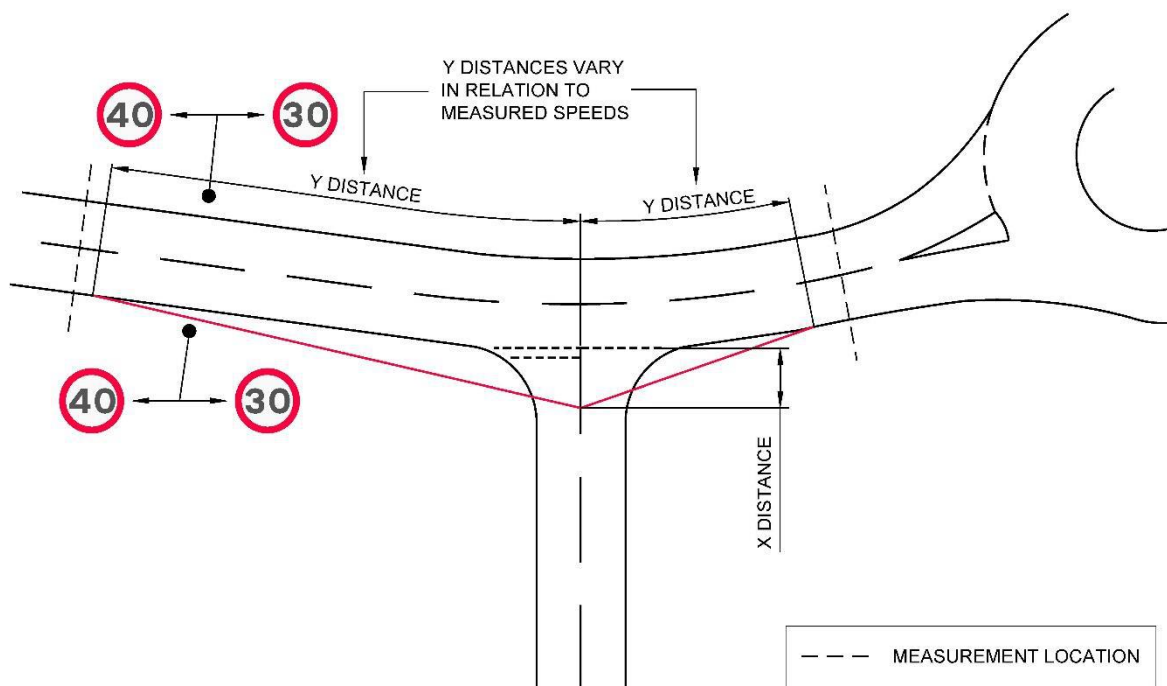 Y DISTANCES VARY
IN RELATION TO
MEASURED SPEEDS
40
30
Y DISTANCE
Y DISTANCE
40
30
X DISTANCE
MEASUREMENT LOCATION